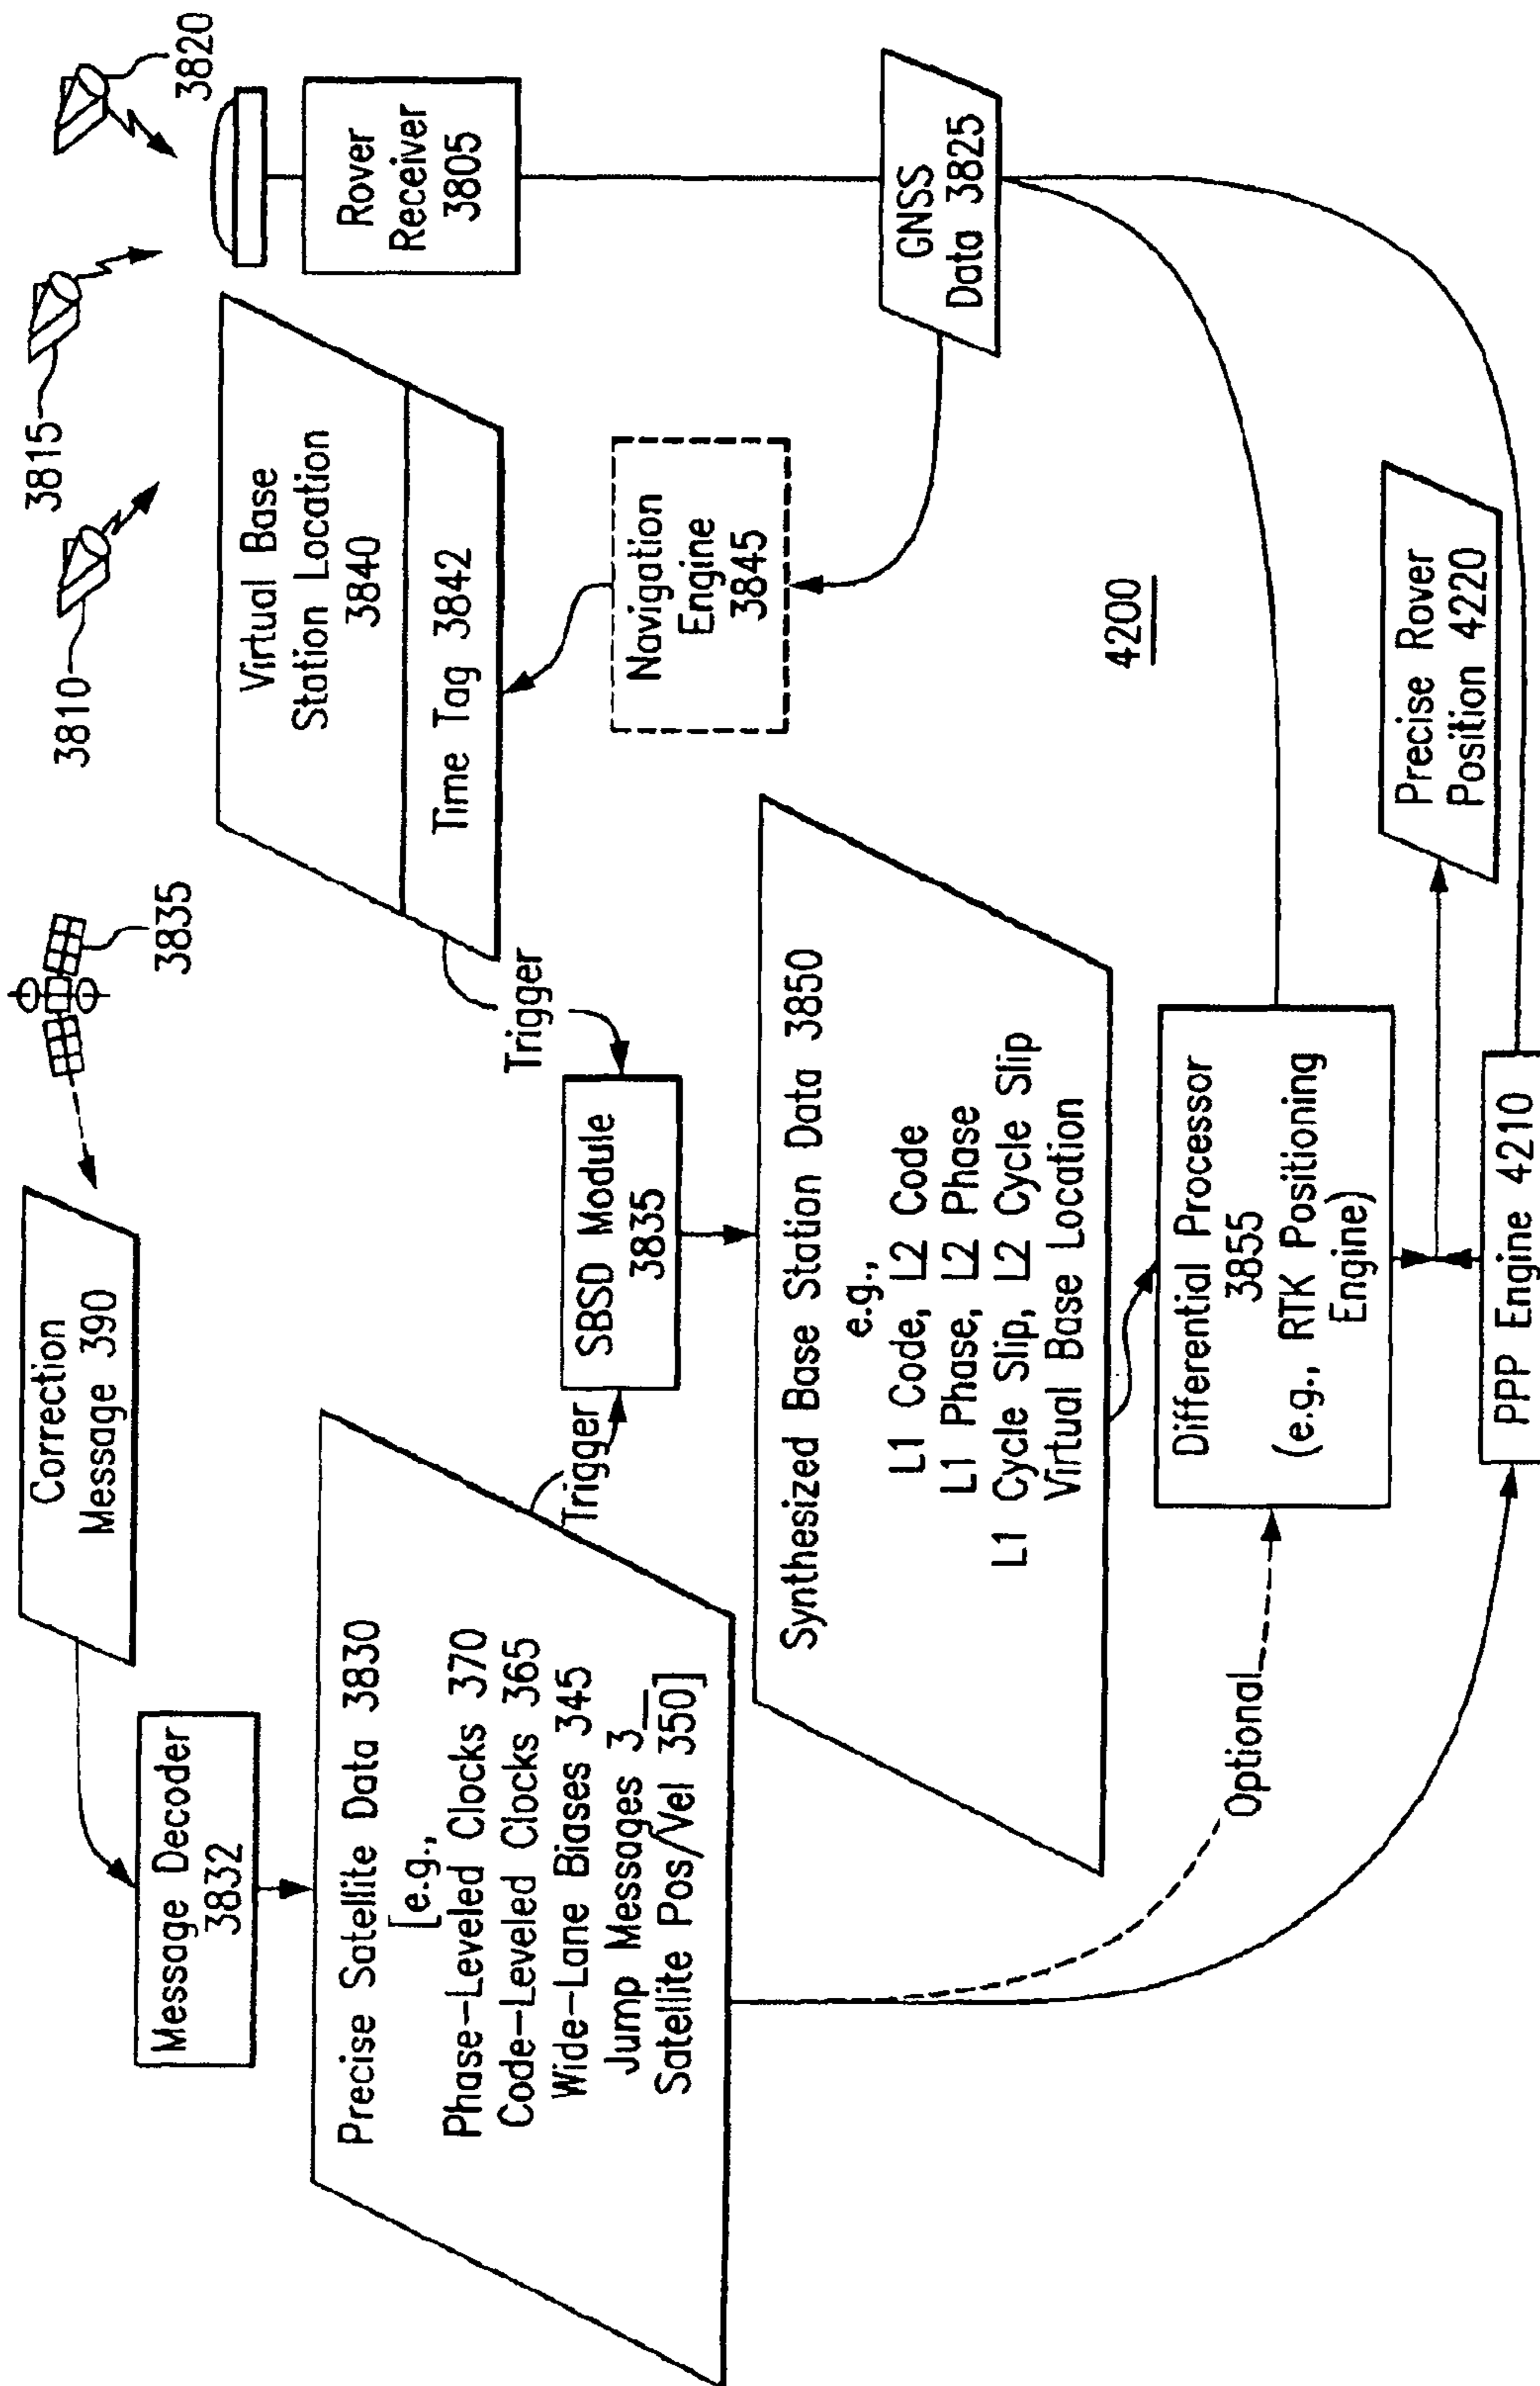 Correction
Message 390
3835
3810
3815
3820
Message Decoder
3832
Virtual Base
Station Location
3840
Time Tag 3842
Rover
Receiver
3805
Precise Satellite Data 3830
[e.g.,
Phase-Leveled Clocks 370
Code-Leveled Clocks 365
Wide-Lane Biases 345
Jump Messages 3__
Satellite Pos/Vel 350]
Trigger
Trigger
SBSD Module
3835
Navigation
Engine
3845
GNSS
Data 3825
Synthesized Base Station Data 3850
e.g.,
L1 Code, L2 Code
L1 Phase, L2 Phase
L1 Cycle Slip, L2 Cycle Slip
Virtual Base Location
4200
Optional
Differential Processor
3855
(e.g., RTK Positioning
Engine)
Precise Rover
Position 4220
PPP Engine 4210